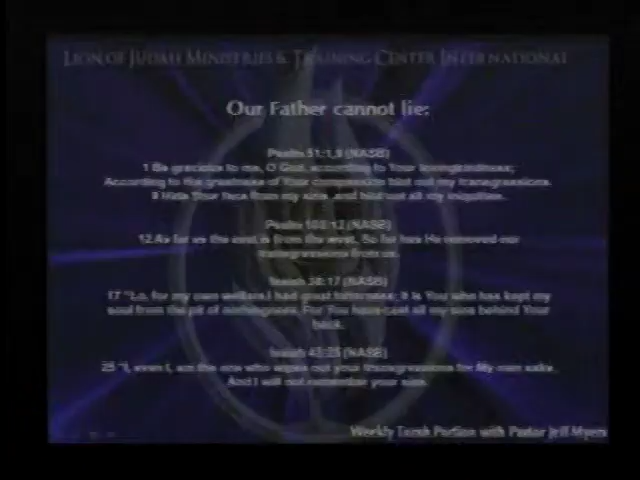 LION OF JUDAH MINISTRIES & TRAINING CENTER INTERNATIONAL
Our Father cannot lie:
Psalm 51:1,9 (NASB)
1 Be gracious to me, O God, according to Your lovingkindness;
According to the greatness of Your compassion blot out my transgressions.
9 Hide Your face from my sins, and blot out all my iniquities.
Psalm 103:12 (NASB)
12 As far as the east is from the west, So far has He removed our
transgressions from us.
Isaiah 38:17 (NASB)
17 "Lo, for my own welfare I had great bitterness; It is You who has kept my
soul from the pit of nothingness, For You have cast all my sins behind Your
back.
Isaiah 43:25 (NASB)
25 "I, even I, am the one who wipes out your transgressions for My own sake,
And I will not remember your sins.
Weekly Torah Portion with Pastor Jeff Myers